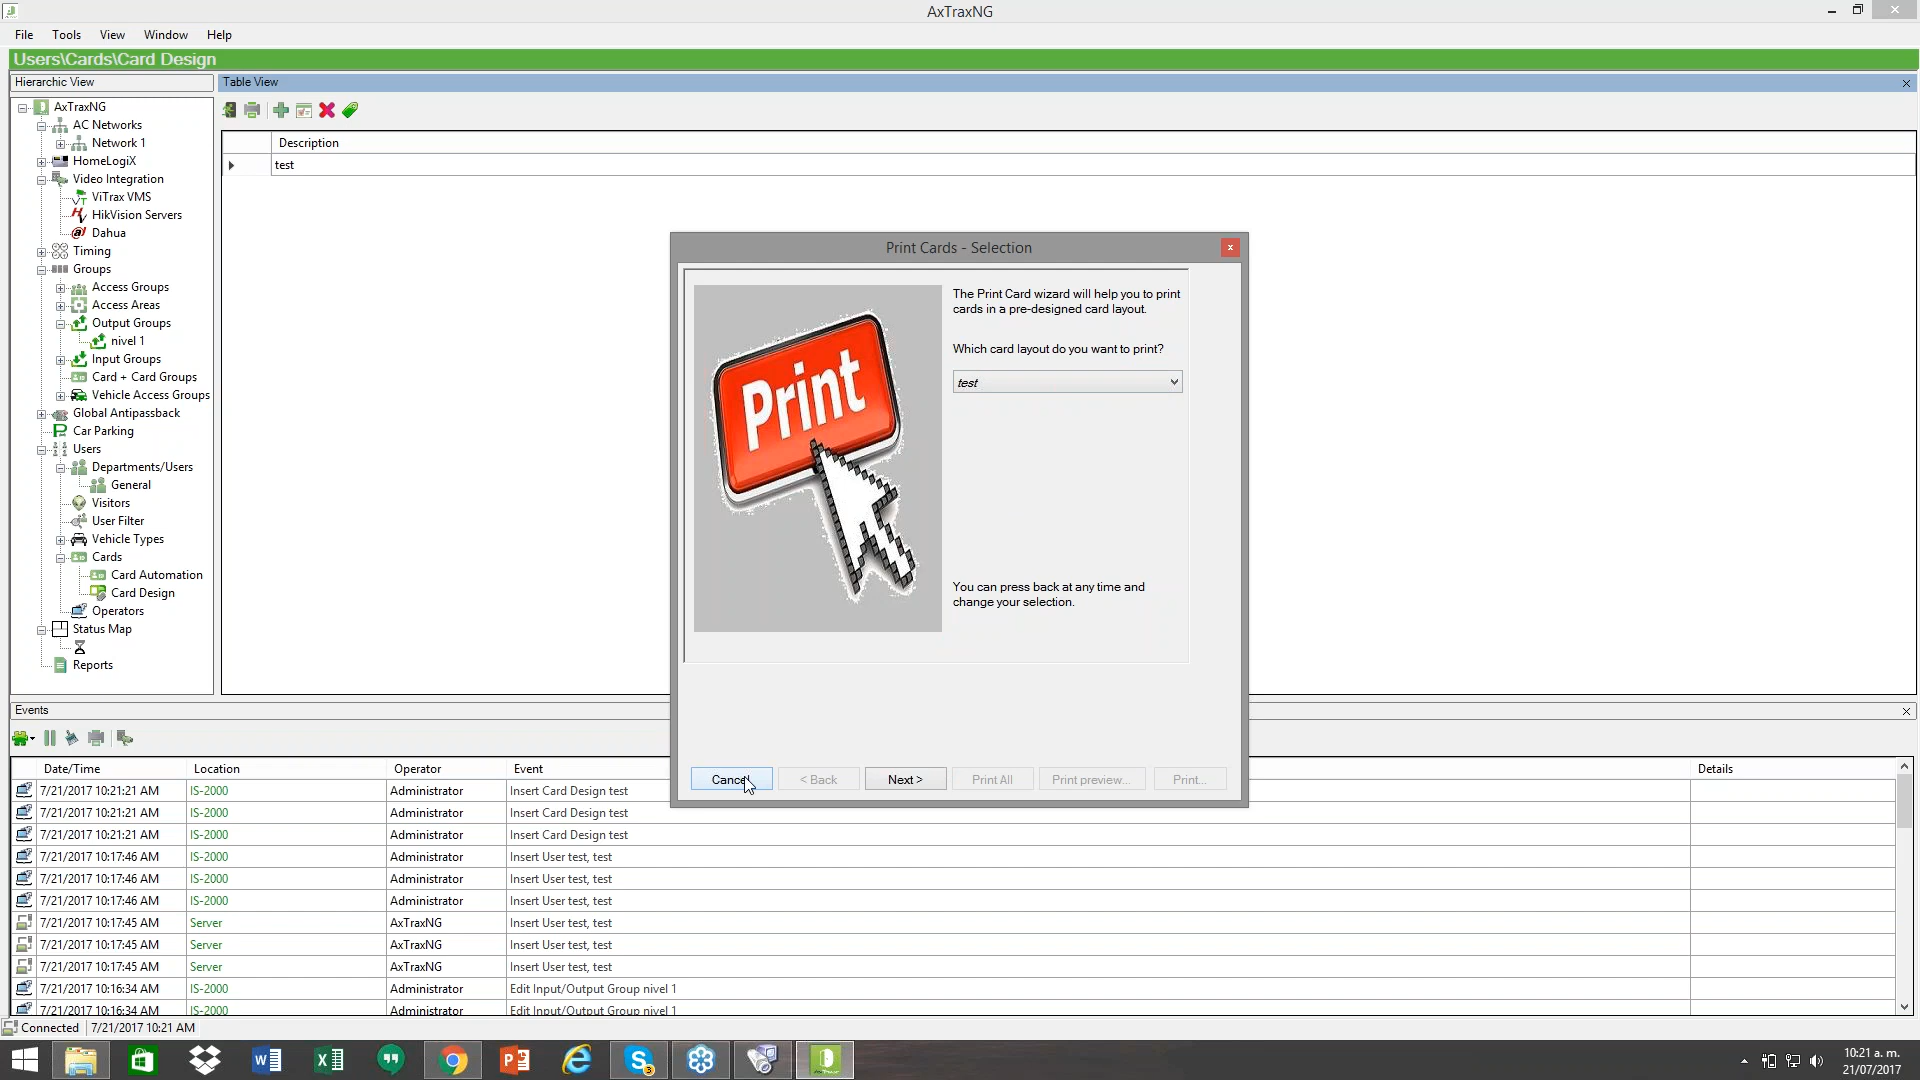 AxTraxNG
File Tools View Window Help
Users\Cards\Card Design
Hierarchic View
Table View
AxTraxNG
AC Networks
Network 1
HomeLogiX
Video Integration
ViTrax VMS
HikVision Servers
Dahua
Timing
Groups
Access Groups
Access Areas
Output Groups
nivel 1
Input Groups
Card + Card Groups
Vehicle Access Groups
Global Antipassback
Car Parking
Users
Departments/Users
General
Visitors
User Filter
Vehicle Types
Cards
Card Automation
Card Design
Operators
Status Map
Reports
Description
test
Print Cards - Selection
Print
The Print Card wizard will help you to print
cards in a pre-designed card layout.
Which card layout do you want to print?
test
You can press back at any time and
change your selection.
Cancel < Back Next > Print All Print preview... Print...
Events
Date/Time Location Operator Event Details
7/21/2017 10:21:21 AM IS-2000 Administrator Insert Card Design test
7/21/2017 10:21:21 AM IS-2000 Administrator Insert Card Design test
7/21/2017 10:21:21 AM IS-2000 Administrator Insert Card Design test
7/21/2017 10:17:46 AM IS-2000 Administrator Insert User test, test
7/21/2017 10:17:46 AM IS-2000 Administrator Insert User test, test
7/21/2017 10:17:46 AM IS-2000 Administrator Insert User test, test
7/21/2017 10:17:45 AM Server AxTraxNG Insert User test, test
7/21/2017 10:17:45 AM Server AxTraxNG Insert User test, test
7/21/2017 10:17:45 AM Server AxTraxNG Insert User test, test
7/21/2017 10:16:34 AM IS-2000 Administrator Edit Input/Output Group nivel 1
7/21/2017 10:16:34 AM IS-2000 Administrator Edit Input/Output Group nivel 1
Connected 7/21/2017 10:21 AM
10:21 a. m.
21/07/2017